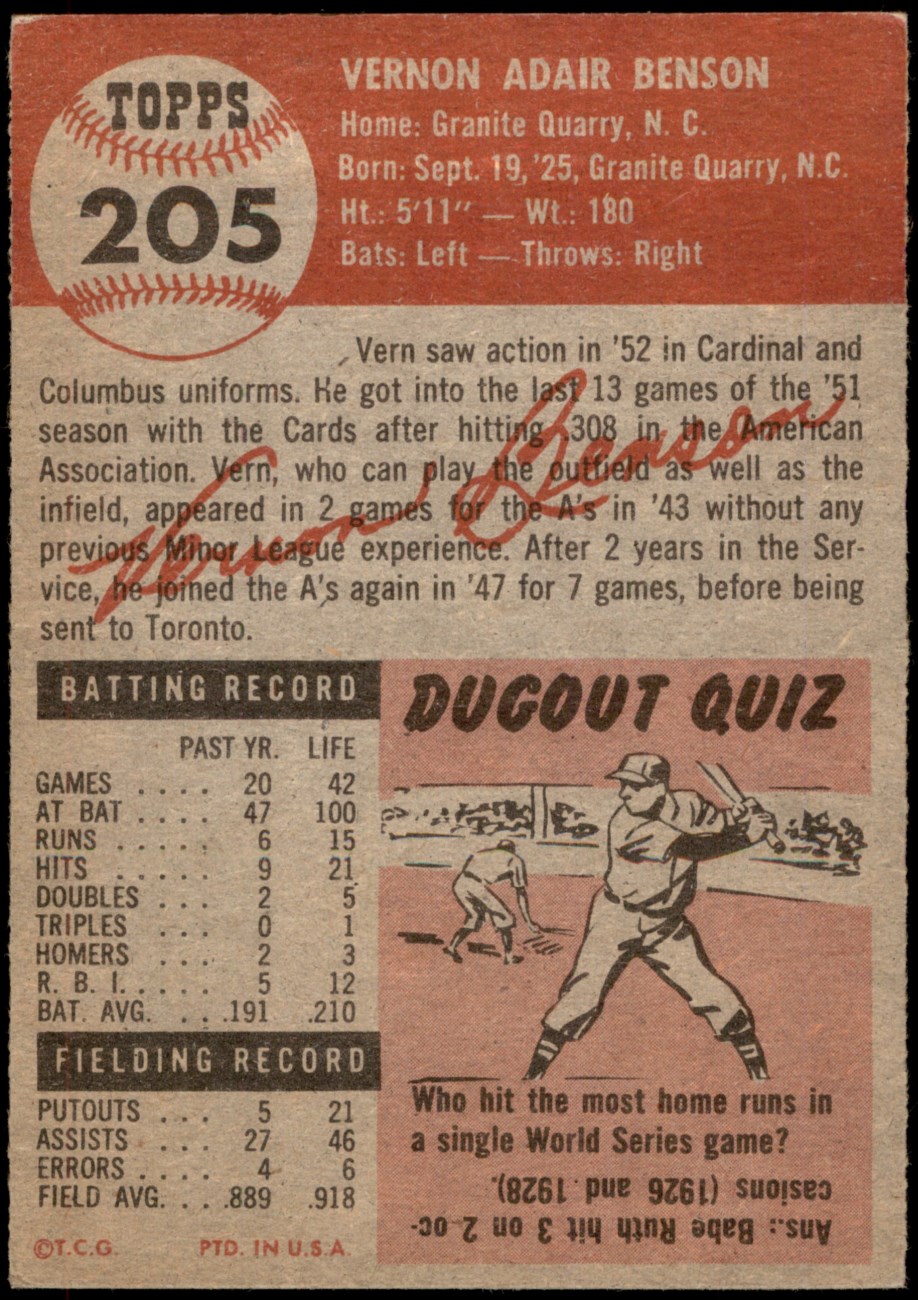 TOPPS
205
VERNON ADAIR BENSON
Home: Granite Quarry, N. C.
Born: Sept. 19, '25, Granite Quarry, N.C.
Ht.: 5'11" — Wt.: 180
Bats: Left — Throws: Right
Vern saw action in '52 in Cardinal and
Columbus uniforms. He got into the last 13 games of the '51
season with the Cards after hitting .308 in the American
Association. Vern, who can play the outfield as well as the
infield, appeared in 2 games for the A's in '43 without any
previous Minor League experience. After 2 years in the Ser-
vice, he joined the A's again in '47 for 7 games, before being
sent to Toronto.
Vernon Benson
BATTING RECORD
PAST YR. LIFE
GAMES . . . . 20 42
AT BAT . . . . 47 100
RUNS . . . . . 6 15
HITS . . . . . 9 21
DOUBLES . . . 2 5
TRIPLES . . . 0 1
HOMERS . . . 2 3
R. B. I. . . . . 5 12
BAT. AVG. . . .191 .210
FIELDING RECORD
PUTOUTS . . . 5 21
ASSISTS . . . 27 46
ERRORS . . . . 4 6
FIELD AVG. . . .889 .918
©T.C.G. PTD. IN U.S.A.
DUGOUT QUIZ
Who hit the most home runs in
a single World Series game?
Ans.: Babe Ruth hit 3 on 2 oc-
casions (1926 and 1928).